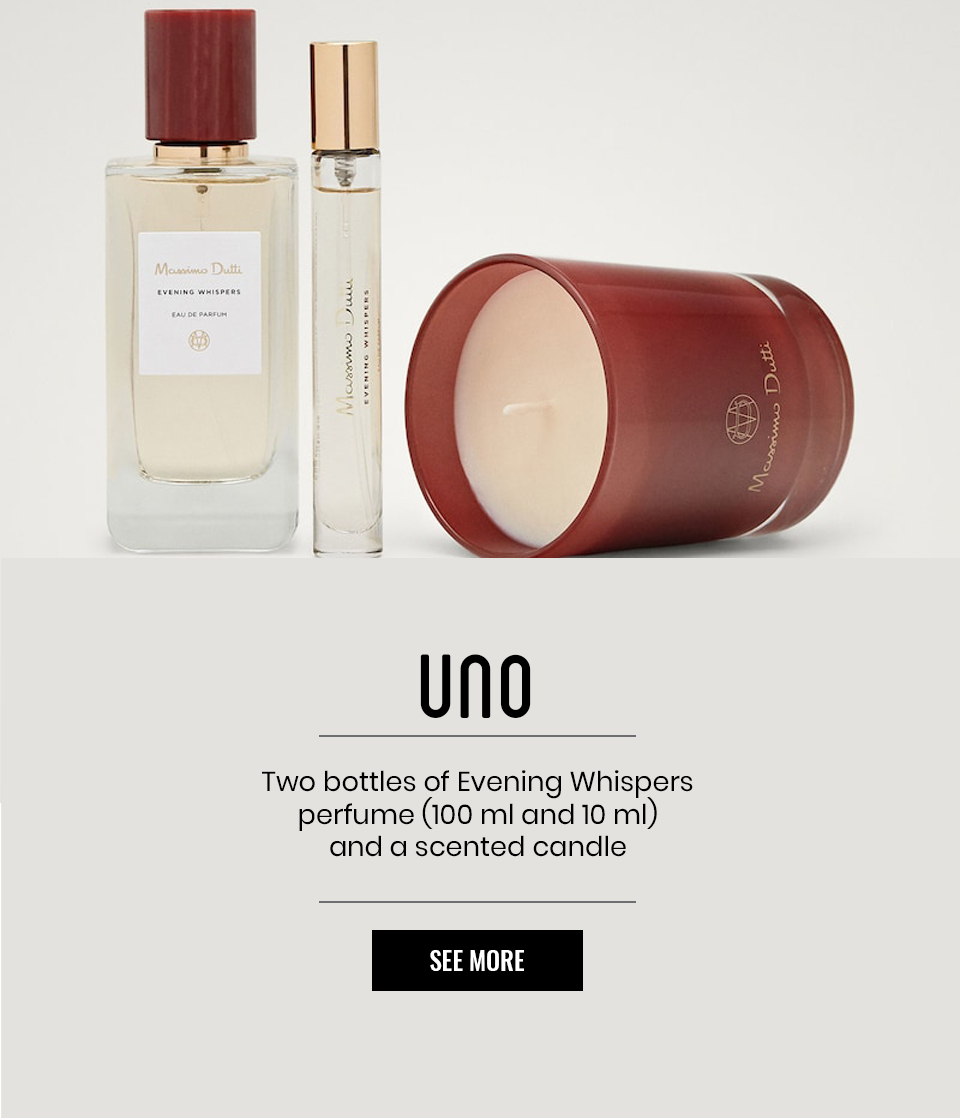 Massimo Dutti
EVENING WHISPERS
EAU DE PARFUM
Massimo Dutti
EVENING WHISPERS
Massimo Dutti
UNO
Two bottles of Evening Whispers
perfume (100 ml and 10 ml)
and a scented candle
SEE MORE